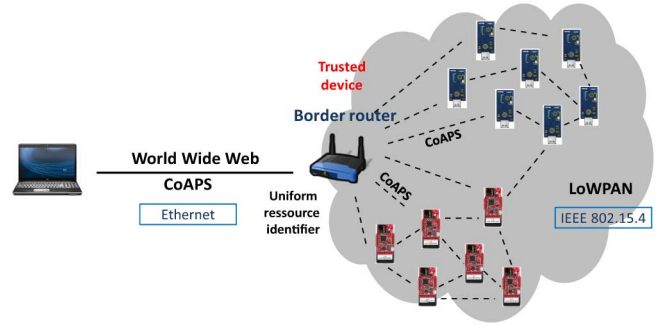 Trusted
device
Border router
World Wide Web
CoAPS
Ethernet
Uniform
ressource
identifier
CoAPS
CoAPS
LoWPAN
IEEE 802.15.4